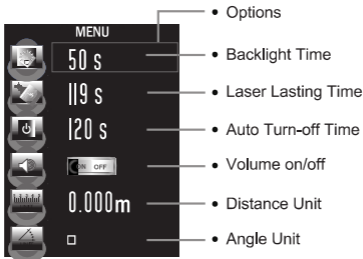 • Options
MENU
50 s • Backlight Time
119 s • Laser Lasting Time
120 s • Auto Turn-off Time
ON OFF • Volume on/off
0.000m • Distance Unit
• Angle Unit